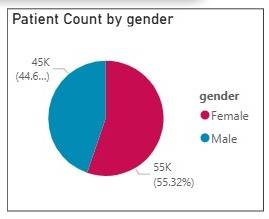 Patient Count by gender
45K
(44.6...)
gender
Female
Male
55K
(55.32%)